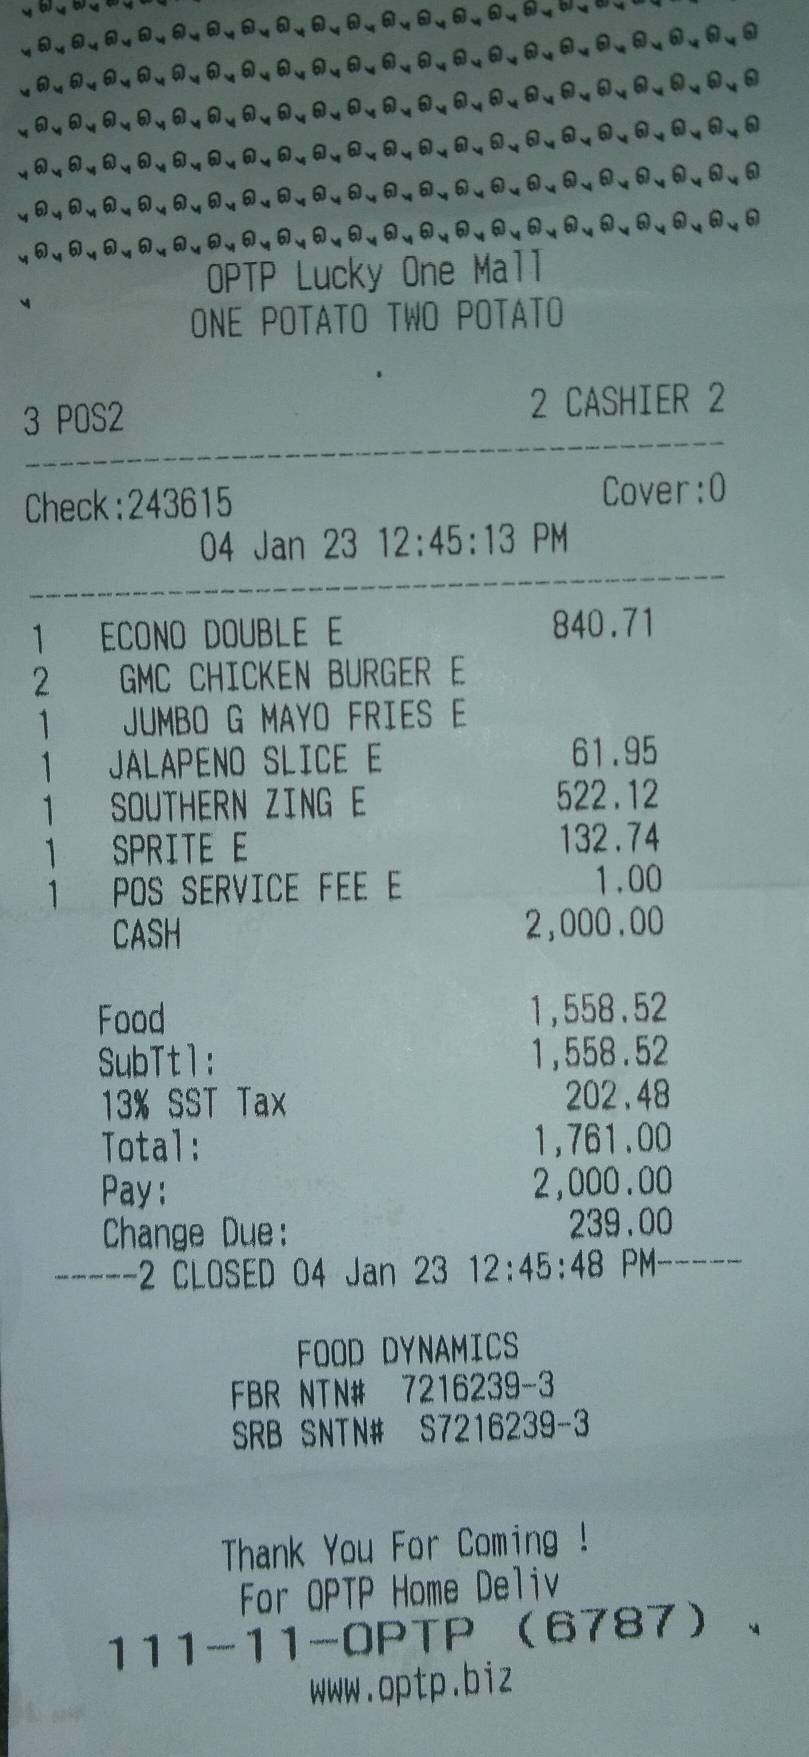 OPTP Lucky One Mall
ONE POTATO TWO POTATO
3 POS2 2 CASHIER 2
Check:243615 Cover:0
04 Jan 23 12:45:13 PM
1 ECONO DOUBLE E 840.71
2 GMC CHICKEN BURGER E
1 JUMBO G MAYO FRIES E
1 JALAPENO SLICE E 61.95
1 SOUTHERN ZING E 522.12
1 SPRITE E 132.74
1 POS SERVICE FEE E 1.00
CASH 2,000.00
Food 1,558.52
SubTtl: 1,558.52
13% SST Tax 202.48
Total: 1,761.00
Pay: 2,000.00
Change Due: 239.00
-----2 CLOSED 04 Jan 23 12:45:48 PM-----
FOOD DYNAMICS
FBR NTN# 7216239-3
SRB SNTN# S7216239-3
Thank You For Coming !
For OPTP Home Deliv
111-11-OPTP (6787)
www.optp.biz